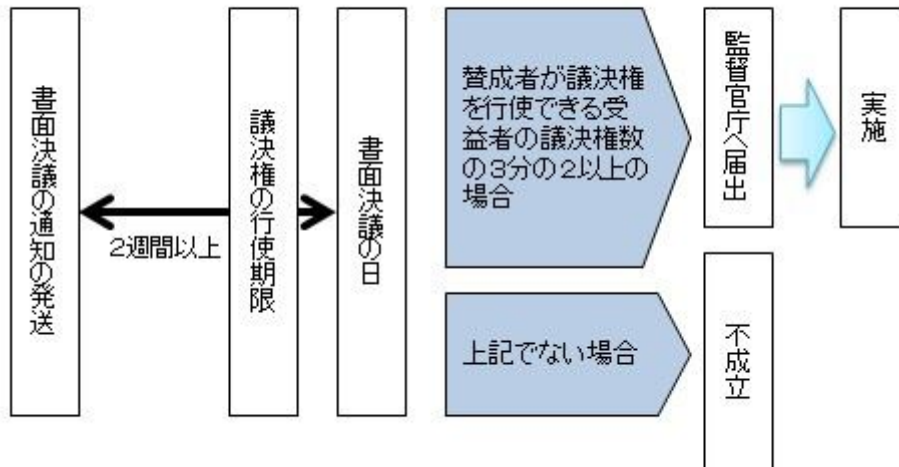 書面決議の通知の発送
2週間以上
議決権の行使期限
書面決議の日
賛成者が議決権
を行使できる受
益者の議決権数
の3分の2以上の
場合
監督官庁へ届出
実施
上記でない場合
不成立